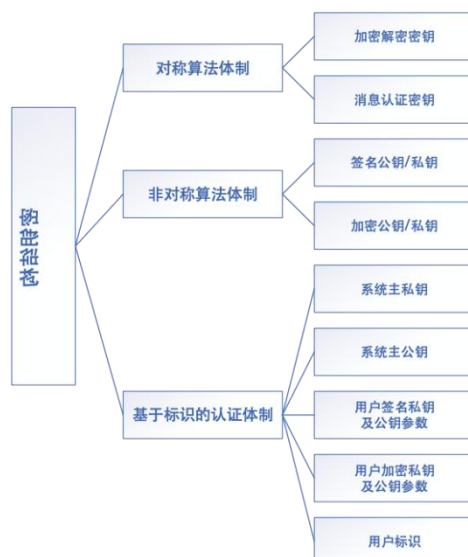 密钥结构
对称算法体制
加密解密密钥
消息认证密钥
非对称算法体制
签名公钥/私钥
加密公钥/私钥
基于标识的认证体制
系统主私钥
系统主公钥
用户签名私钥
及公钥参数
用户加密私钥
及公钥参数
用户标识